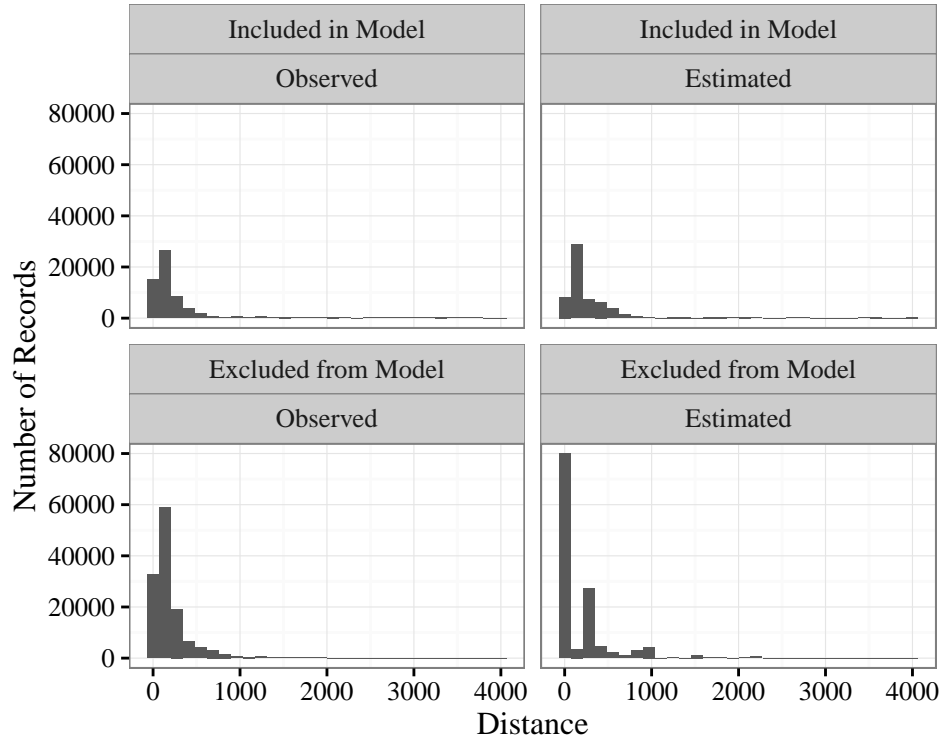 Included in Model
Included in Model
Observed
Estimated
80000
60000
40000
20000
0
Excluded from Model
Excluded from Model
Observed
Estimated
80000
60000
40000
20000
0
0 1000 2000 3000 4000
0 1000 2000 3000 4000
Distance
Number of Records